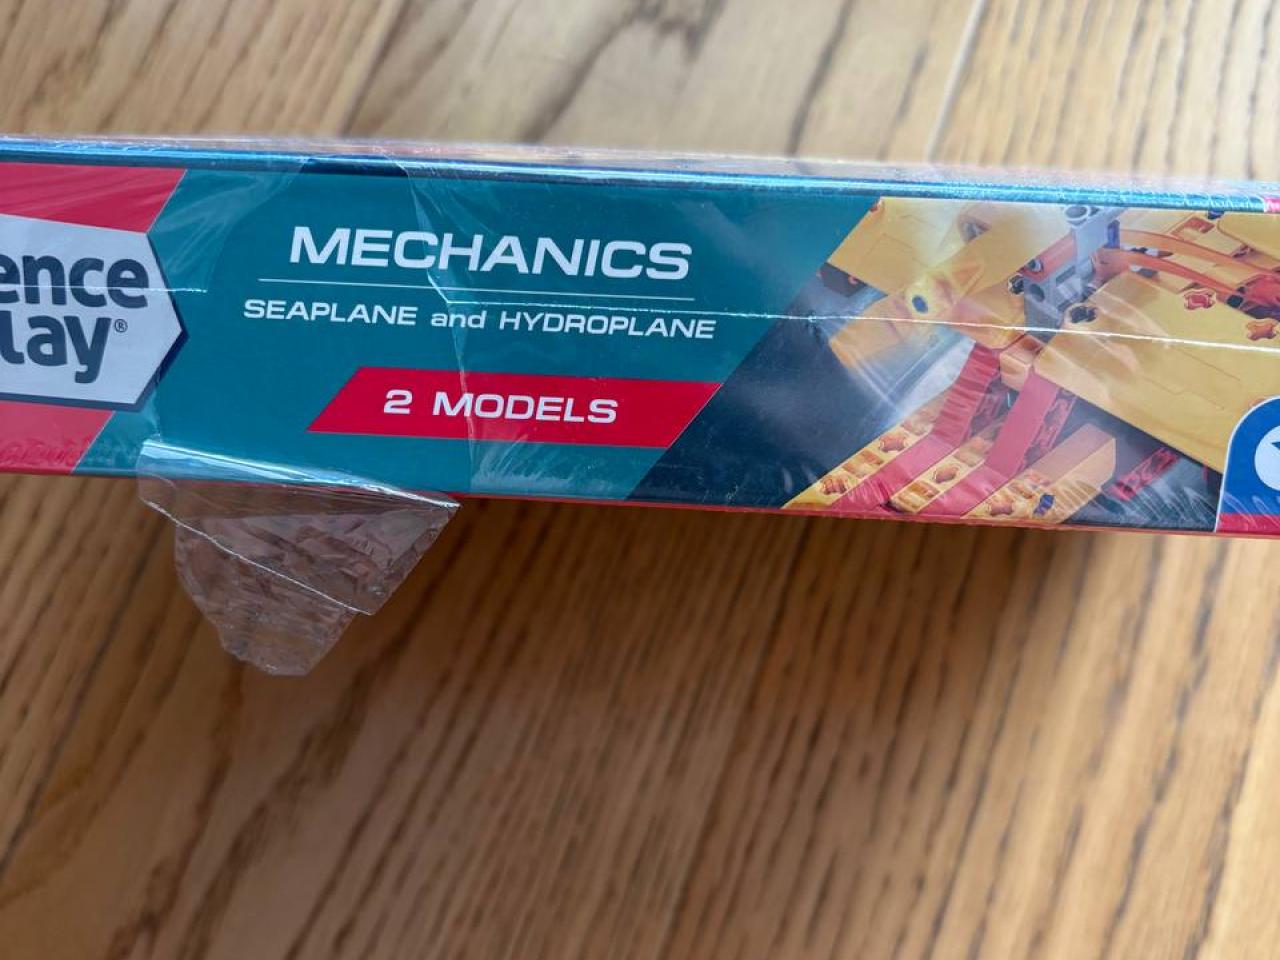 ence
lay®
MECHANICS
SEAPLANE and HYDROPLANE
2 MODELS